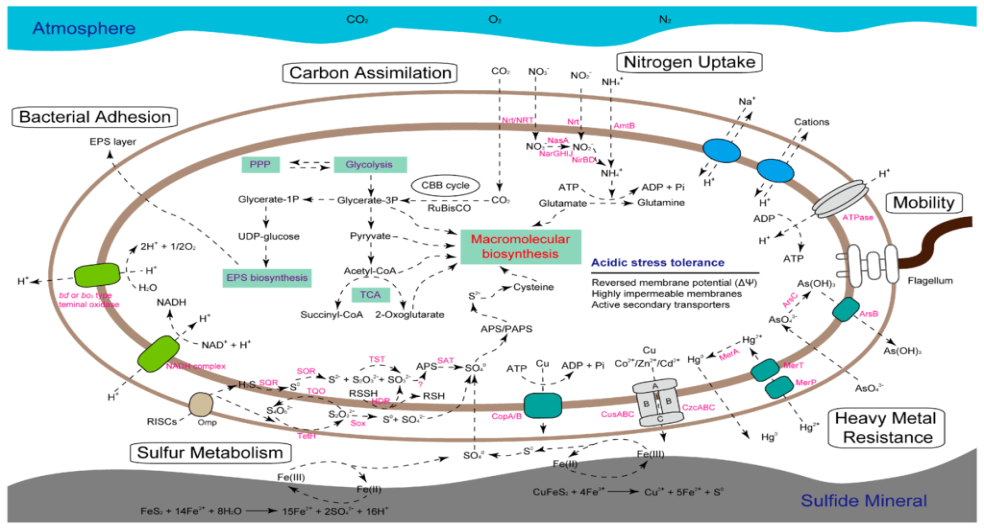 CO₂
O₂
N₂
Atmosphere
Carbon Assimilation
CO₂
NO₃⁻
NO₂⁻
NH₄⁺
Nitrogen Uptake
Bacterial Adhesion
EPS layer
Na⁺
Cations
Nrt/NRT
Nrt
AmtB
NO₃⁻
NasA
NarGHIJ
NO₂⁻
NirBD
NH₄⁺
H⁺
H⁺
H⁺
PPP
Glycolysis
CBB cycle
RuBisCO
CO₂
ATP
ADP + Pi
Glutamate
Glutamine
Mobility
ATPase
ADP
H⁺
ATP
Flagellum
Glycerate-1P
Glycerate-3P
UDP-glucose
Pyryvate
EPS biosynthesis
Acetyl-CoA
TCA
Succinyl-CoA
2-Oxoglutarate
Macromolecular
biosynthesis
Acidic stress tolerance
Reversed membrane potential (ΔΨ)
Highly impermeable membranes
Active secondary transporters
2H⁺ + 1/2O₂
H⁺
H⁺
H₂O
bd or bo₃ type
teminal oxidase
NADH
H⁺
NAD⁺ + H⁺
NADH complex
H⁺
Cysteine
S²⁻
APS/PAPS
As(OH)₃
ArsC
AsO₄³⁻
ArsB
As(OH)₃
AsO₄³⁻
RISCs
Omp
H₂S
SQR
S⁰
SOR
S²⁻ + S₂O₃²⁻ + SO₃²⁻
TST
APS
SAT
SO₄⁰
?
TQO
RSSH
HDR
RSH
S₄O₆²⁻
S₂O₃²⁻
Sox
S⁰ + SO₄
TetH
ATP
Cu
ADP + Pi
CopA/B
Cu
Co²⁺/Zn²⁺/Cd²⁺
A
B
B
C
CusABC
CzcABC
Hg⁰
MerA
Hg²⁺
MerT
MerP
Hg⁰
Hg²⁺
Heavy Metal
Resistance
Sulfur Metabolism
SO₄⁰
S⁰
Fe(III)
Fe(II)
Fe(II)
Fe(III)
CuFeS₂ + 4Fe³⁺ → Cu²⁺ + 5Fe²⁺ + S⁰
FeS₂ + 14Fe³⁺ + 8H₂O → 15Fe²⁺ + 2SO₄²⁻ + 16H⁺
Sulfide Mineral